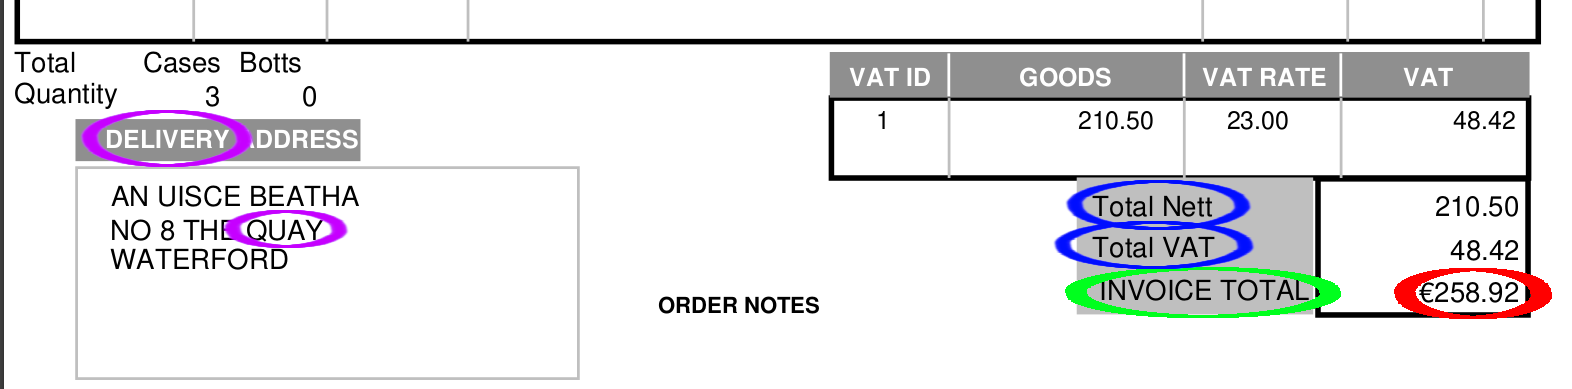 Total Cases Botts
Quantity 3 0
DELIVERY ADDRESS
AN UISCE BEATHA
NO 8 THE QUAY
WATERFORD
ORDER NOTES
VAT ID GOODS VAT RATE VAT
1 210.50 23.00 48.42
Total Nett 210.50
Total VAT 48.42
INVOICE TOTAL €258.92